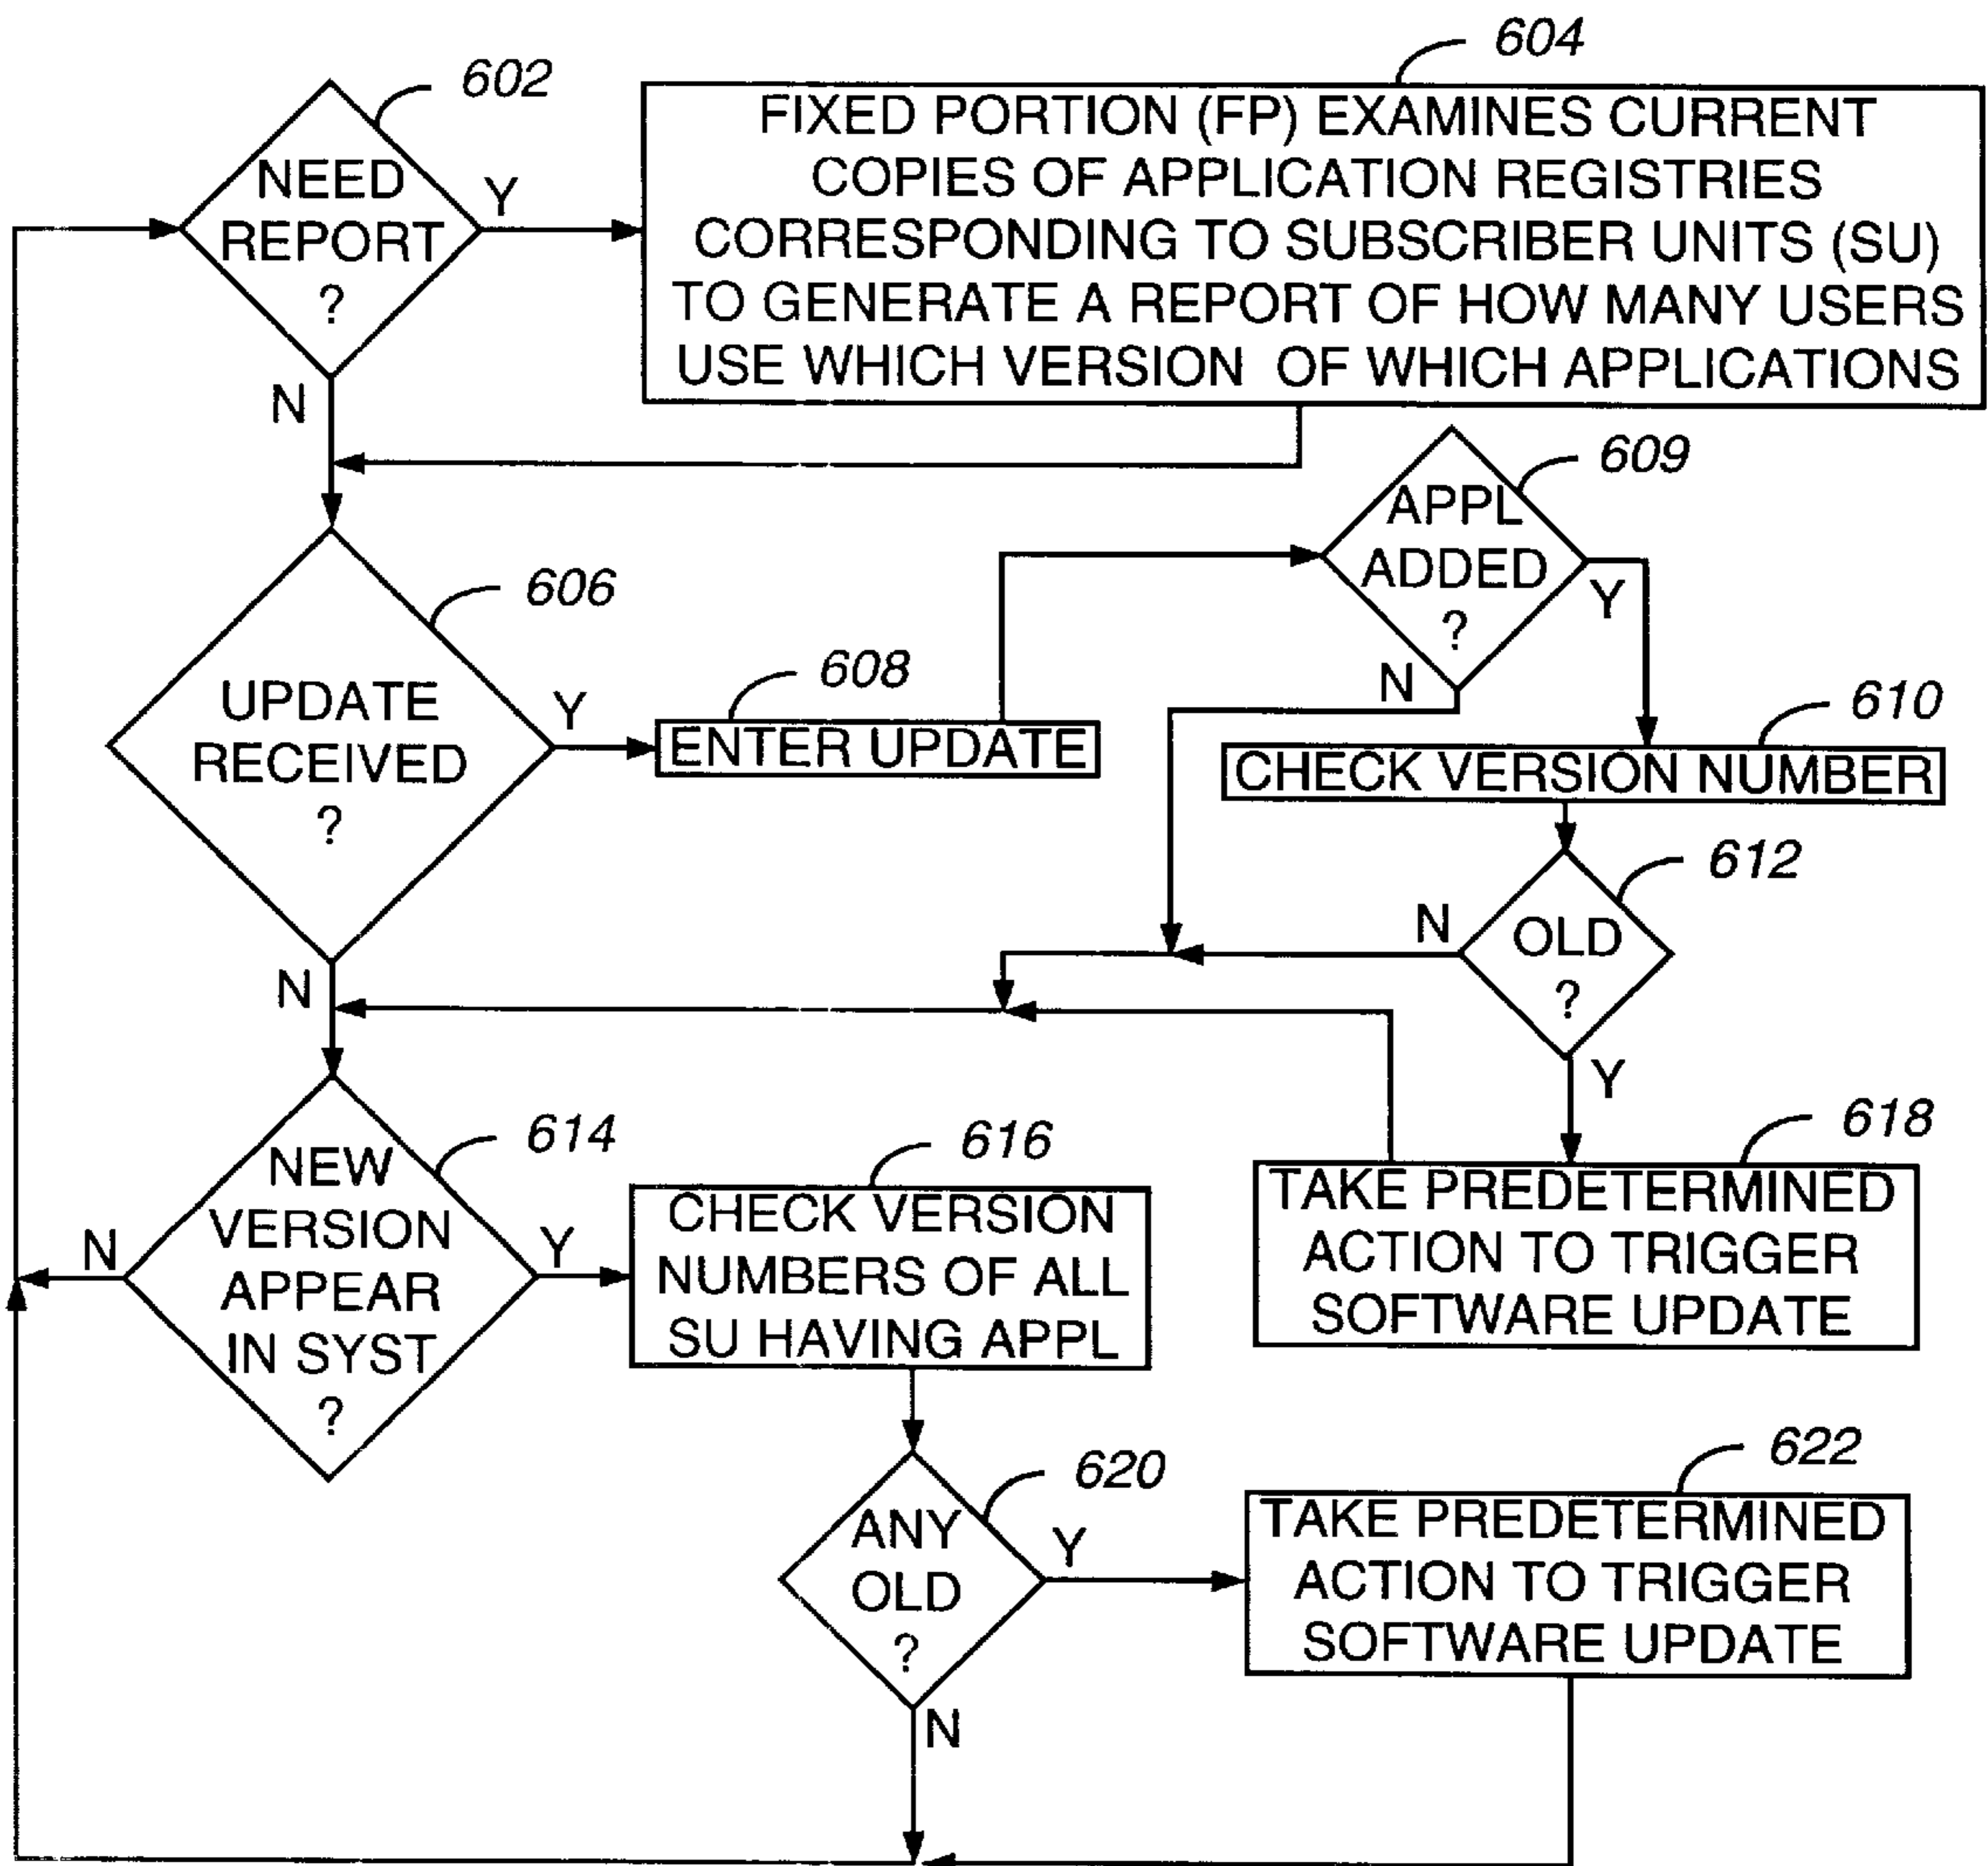 602
NEED
REPORT
?
Y
N
604
FIXED PORTION (FP) EXAMINES CURRENT
COPIES OF APPLICATION REGISTRIES
CORRESPONDING TO SUBSCRIBER UNITS (SU)
TO GENERATE A REPORT OF HOW MANY USERS
USE WHICH VERSION OF WHICH APPLICATIONS
606
UPDATE
RECEIVED
?
Y
N
608
ENTER UPDATE
609
APPL
ADDED
?
Y
N
610
CHECK VERSION NUMBER
612
OLD
?
N
Y
618
TAKE PREDETERMINED
ACTION TO TRIGGER
SOFTWARE UPDATE
614
NEW
VERSION
APPEAR
IN SYST
?
N
Y
616
CHECK VERSION
NUMBERS OF ALL
SU HAVING APPL
620
ANY
OLD
?
Y
N
622
TAKE PREDETERMINED
ACTION TO TRIGGER
SOFTWARE UPDATE